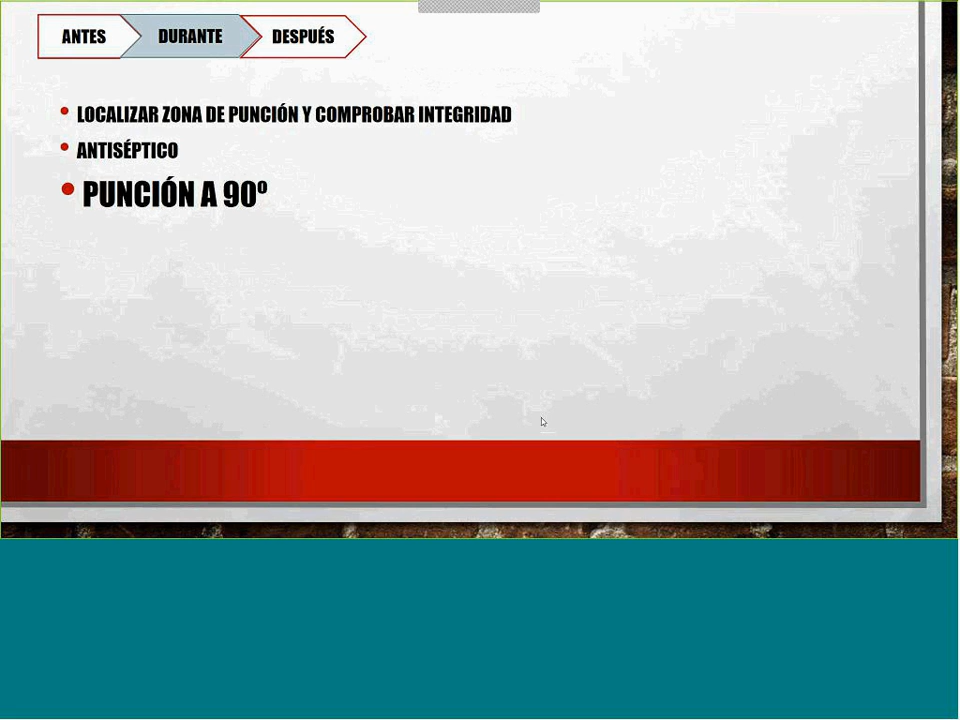 ANTES DURANTE DESPUÉS
• LOCALIZAR ZONA DE PUNCIÓN Y COMPROBAR INTEGRIDAD
• ANTISÉPTICO
• PUNCIÓN A 90º